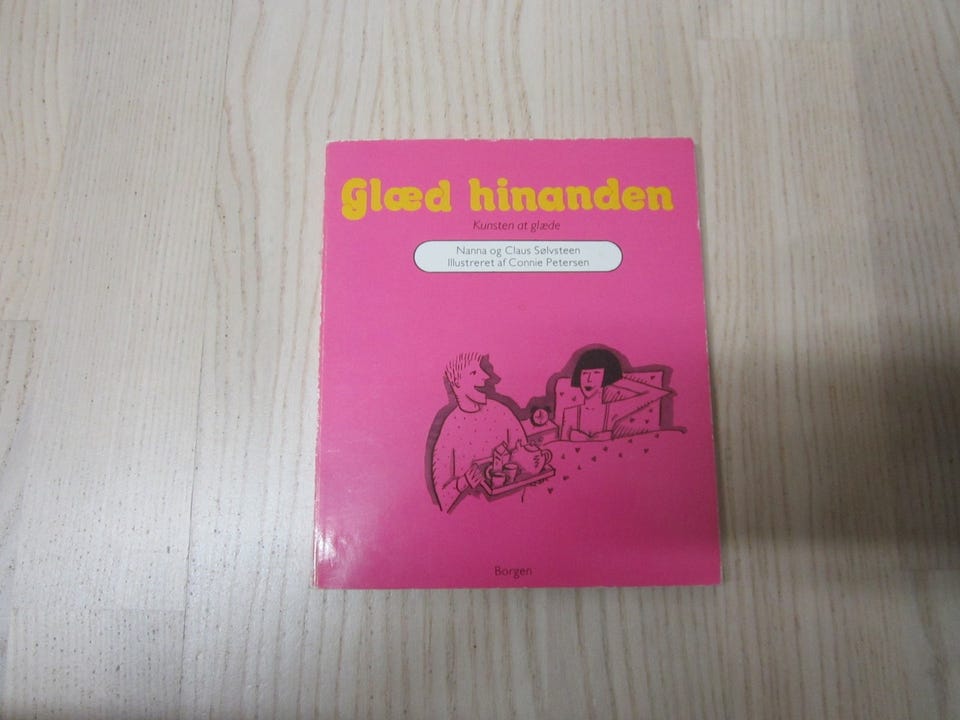 Glæd hinanden
Kunsten at glæde
Nanna og Claus Sølvsteen
Illustreret af Connie Petersen
Borgen